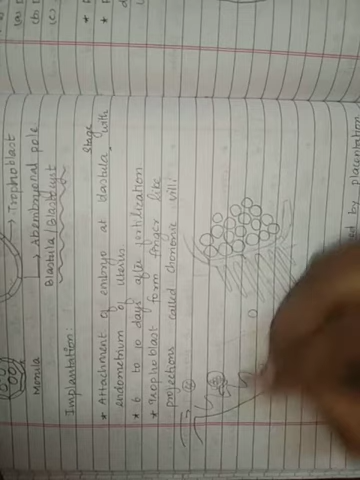 Trophoblast
Abembryonal pole
Blastula / Blastocyst
Morula
Implantation:
* Attachment of embryo at blastula stage with
endometrium of uterus.
* 6 to 10 days after fertilization
* Trophoblast form finger like
projections called chorionic villi
ed by placentation
(a)
(b)
(c)